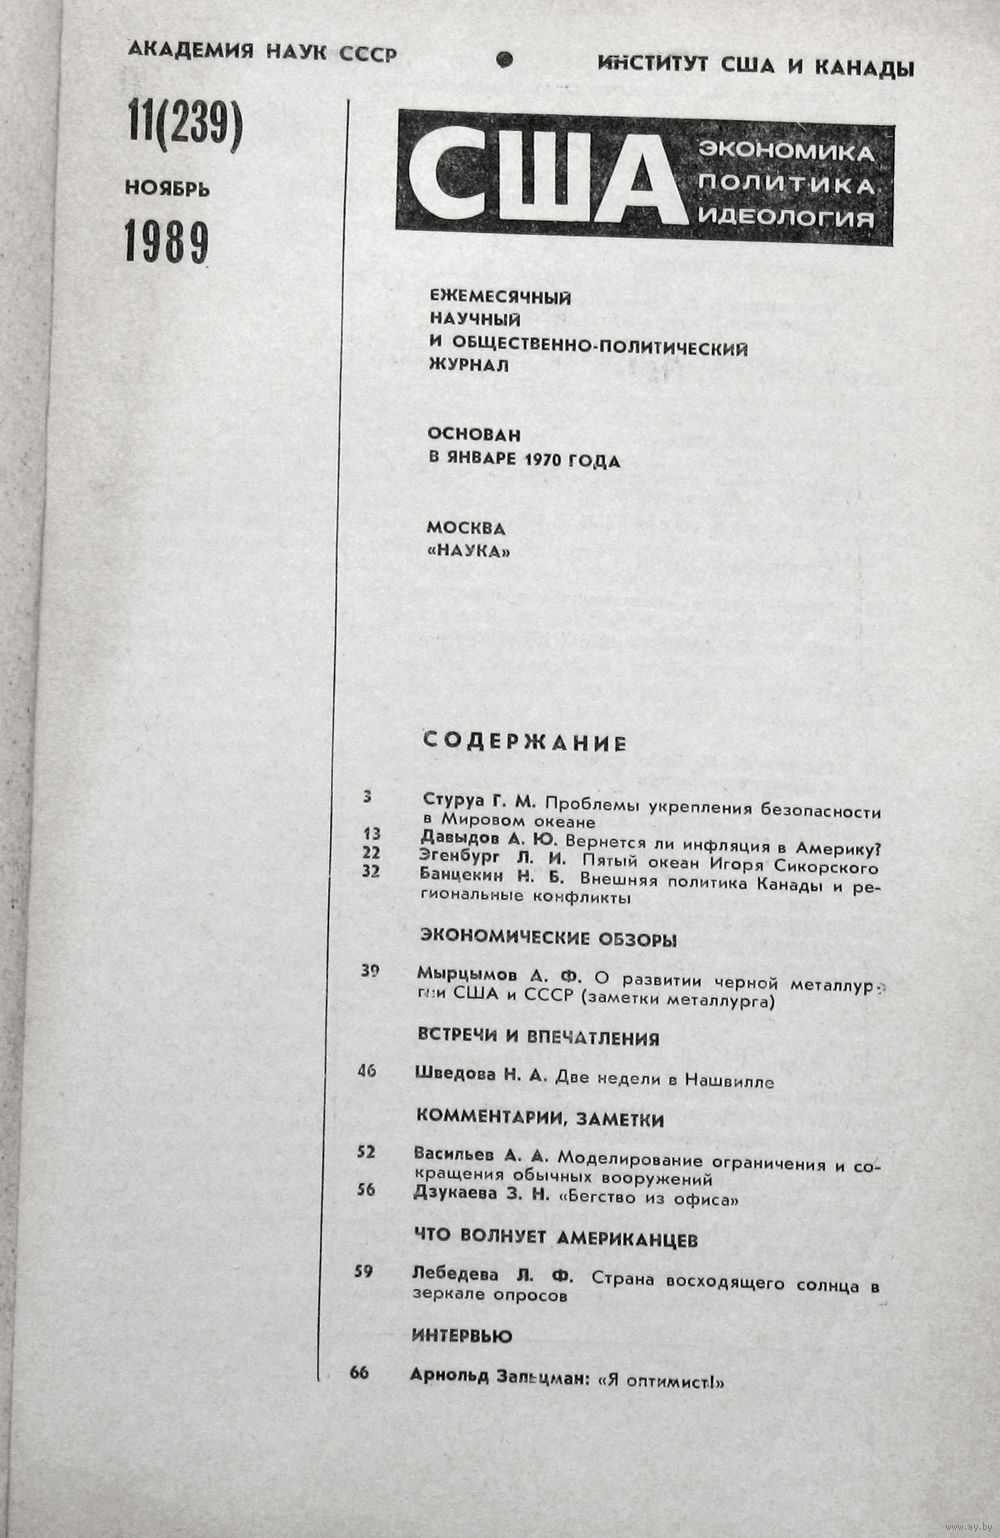 АКАДЕМИЯ НАУК СССР ● ИНСТИТУТ США И КАНАДЫ
11(239)
НОЯБРЬ
1989
США
ЭКОНОМИКА
ПОЛИТИКА
ИДЕОЛОГИЯ
ЕЖЕМЕСЯЧНЫЙ
НАУЧНЫЙ
И ОБЩЕСТВЕННО-ПОЛИТИЧЕСКИЙ
ЖУРНАЛ
ОСНОВАН
В ЯНВАРЕ 1970 ГОДА
МОСКВА
«НАУКА»
СОДЕРЖАНИЕ
3 Стуруа Г. М. Проблемы укрепления безопасности
в Мировом океане
13 Давыдов А. Ю. Вернется ли инфляция в Америку?
22 Эгенбург Л. И. Пятый океан Игоря Сикорского
32 Банцекин Н. Б. Внешняя политика Канады и ре-
гиональные конфликты
ЭКОНОМИЧЕСКИЕ ОБЗОРЫ
39 Мырцымов А. Ф. О развитии черной металлур-
гии США и СССР (заметки металлурга)
ВСТРЕЧИ И ВПЕЧАТЛЕНИЯ
46 Шведова Н. А. Две недели в Нашвилле
КОММЕНТАРИИ, ЗАМЕТКИ
52 Васильев А. А. Моделирование ограничения и со-
кращения обычных вооружений
56 Дзукаева З. Н. «Бегство из офиса»
ЧТО ВОЛНУЕТ АМЕРИКАНЦЕВ
59 Лебедева Л. Ф. Страна восходящего солнца в
зеркале опросов
ИНТЕРВЬЮ
66 Арнольд Зальцман: «Я оптимист!»
www.ay.by